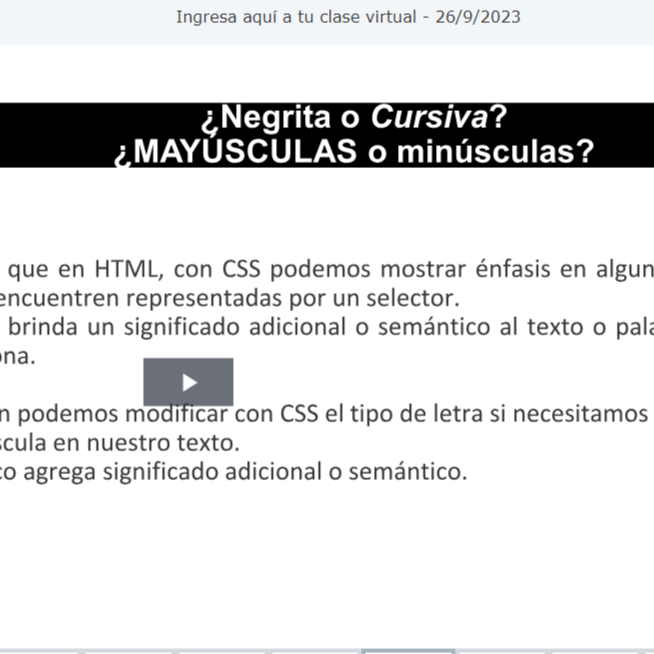 Ingresa aquí a tu clase virtual - 26/9/2023
¿Negrita o Cursiva?
¿MAYÚSCULAS o minúsculas?
que en HTML, con CSS podemos mostrar énfasis en algun
encuentren representadas por un selector.
brinda un significado adicional o semántico al texto o pala
ona.
n podemos modificar con CSS el tipo de letra si necesitamos
scula en nuestro texto.
co agrega significado adicional o semántico.